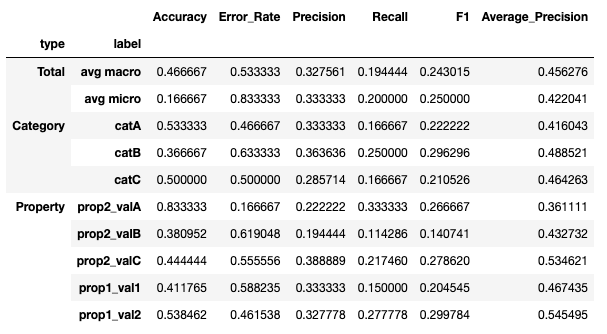 Accuracy Error_Rate Precision Recall F1 Average_Precision
type label
Total avg macro 0.466667 0.533333 0.327561 0.194444 0.243015 0.456276
avg micro 0.166667 0.833333 0.333333 0.200000 0.250000 0.422041
Category catA 0.533333 0.466667 0.333333 0.166667 0.222222 0.416043
catB 0.366667 0.633333 0.363636 0.250000 0.296296 0.488521
catC 0.500000 0.500000 0.285714 0.166667 0.210526 0.464263
Property prop2_valA 0.833333 0.166667 0.222222 0.333333 0.266667 0.361111
prop2_valB 0.380952 0.619048 0.194444 0.114286 0.140741 0.432732
prop2_valC 0.444444 0.555556 0.388889 0.217460 0.278620 0.534621
prop1_val1 0.411765 0.588235 0.333333 0.150000 0.204545 0.467435
prop1_val2 0.538462 0.461538 0.327778 0.277778 0.299784 0.545495